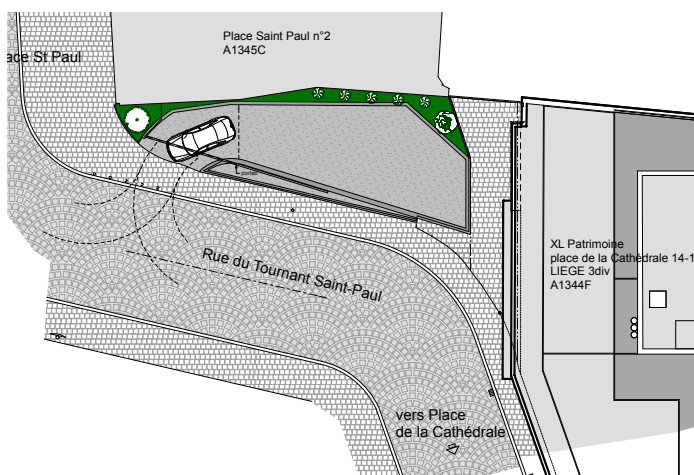 Place Saint Paul n°2
A1345C
ace St Paul
portail
Rue du Tournant Saint-Paul
XL Patrimoine
place de la Cathédrale 14-1
LIEGE 3div
A1344F
vers Place
de la Cathédrale